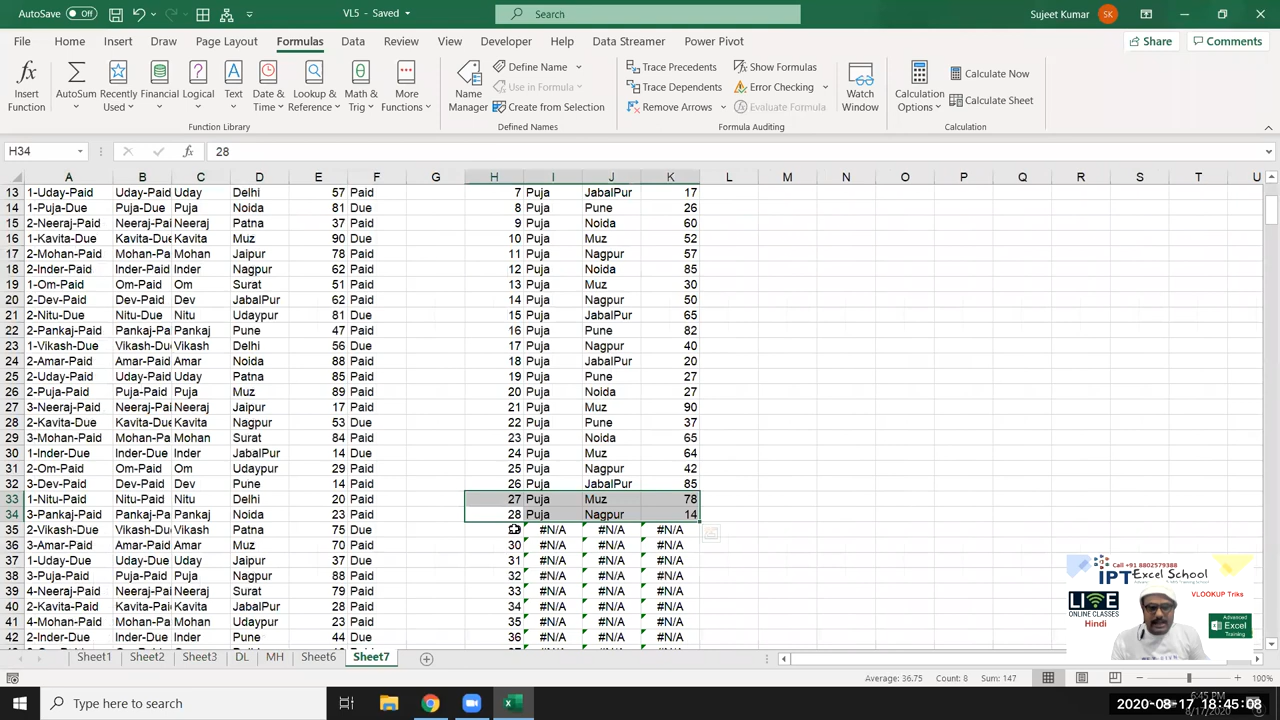 AutoSave Off VL5 - Saved Search Sujeet Kumar SK
File Home Insert Draw Page Layout Formulas Data Review View Developer Help Data Streamer Power Pivot Share Comments
Insert Function
AutoSum
Recently Used
Financial
Logical
Text
Date & Time
Lookup & Reference
Math & Trig
More Functions
Function Library
Name Manager
Define Name
Use in Formula
Create from Selection
Defined Names
Trace Precedents
Trace Dependents
Remove Arrows
Show Formulas
Error Checking
Evaluate Formula
Formula Auditing
Watch Window
Calculation Options
Calculate Now
Calculate Sheet
Calculation
H34 fx 28
A B C D E F G H I J K L M N O P Q R S T U
13 1-Uday-Paid Uday-Paid Uday Delhi 57 Paid 7 Puja JabalPur 17
14 1-Puja-Due Puja-Due Puja Noida 81 Due 8 Puja Pune 26
15 2-Neeraj-Paid Neeraj-Pai Neeraj Patna 37 Paid 9 Puja Noida 60
16 1-Kavita-Due Kavita-Due Kavita Muz 90 Due 10 Puja Muz 52
17 2-Mohan-Paid Mohan-Pa Mohan Jaipur 78 Paid 11 Puja Nagpur 57
18 2-Inder-Paid Inder-Paid Inder Nagpur 62 Paid 12 Puja Noida 85
19 1-Om-Paid Om-Paid Om Surat 51 Paid 13 Puja Muz 30
20 2-Dev-Paid Dev-Paid Dev JabalPur 62 Paid 14 Puja Nagpur 50
21 2-Nitu-Due Nitu-Due Nitu Udaypur 81 Due 15 Puja JabalPur 65
22 2-Pankaj-Paid Pankaj-Pa Pankaj Pune 47 Paid 16 Puja Pune 82
23 1-Vikash-Due Vikash-Due Vikash Delhi 56 Due 17 Puja Nagpur 40
24 2-Amar-Paid Amar-Paid Amar Noida 88 Paid 18 Puja JabalPur 20
25 2-Uday-Paid Uday-Paid Uday Patna 85 Paid 19 Puja Pune 27
26 2-Puja-Paid Puja-Paid Puja Muz 89 Paid 20 Puja Noida 27
27 3-Neeraj-Paid Neeraj-Pai Neeraj Jaipur 17 Paid 21 Puja Muz 90
28 2-Kavita-Due Kavita-Due Kavita Nagpur 53 Due 22 Puja Pune 37
29 3-Mohan-Paid Mohan-Pa Mohan Surat 84 Paid 23 Puja Noida 65
30 1-Inder-Due Inder-Due Inder JabalPur 14 Due 24 Puja Muz 64
31 2-Om-Paid Om-Paid Om Udaypur 29 Paid 25 Puja Nagpur 42
32 3-Dev-Paid Dev-Paid Dev Pune 14 Paid 26 Puja JabalPur 85
33 1-Nitu-Paid Nitu-Paid Nitu Delhi 20 Paid 27 Puja Muz 78
34 3-Pankaj-Paid Pankaj-Pa Pankaj Noida 23 Paid 28 Puja Nagpur 14
35 2-Vikash-Due Vikash-Due Vikash Patna 75 Due #N/A #N/A #N/A
36 3-Amar-Paid Amar-Paid Amar Muz 70 Paid 30 #N/A #N/A #N/A
37 1-Uday-Due Uday-Due Uday Jaipur 37 Due 31 #N/A #N/A #N/A
38 3-Puja-Paid Puja-Paid Puja Nagpur 88 Paid 32 #N/A #N/A #N/A
39 4-Neeraj-Paid Neeraj-Pai Neeraj Surat 79 Paid 33 #N/A #N/A #N/A
40 2-Kavita-Paid Kavita-Pai Kavita JabalPur 28 Paid 34 #N/A #N/A #N/A
41 4-Mohan-Paid Mohan-Pa Mohan Udaypur 23 Paid 35 #N/A #N/A #N/A
42 2-Inder-Due Inder-Due Inder Pune 44 Due 36 #N/A #N/A #N/A
Call +91 8802579388
IPT Excel School
LIVE
ONLINE CLASSES
Hindi
VLOOKUP Triks
Advanced
Excel
Training
Sheet1 Sheet2 Sheet3 DL MH Sheet6 Sheet7
Average: 36.75 Count: 8 Sum: 147 100%
Type here to search
6:45 PM
8/17/2020
2020-08-17 18:45:08